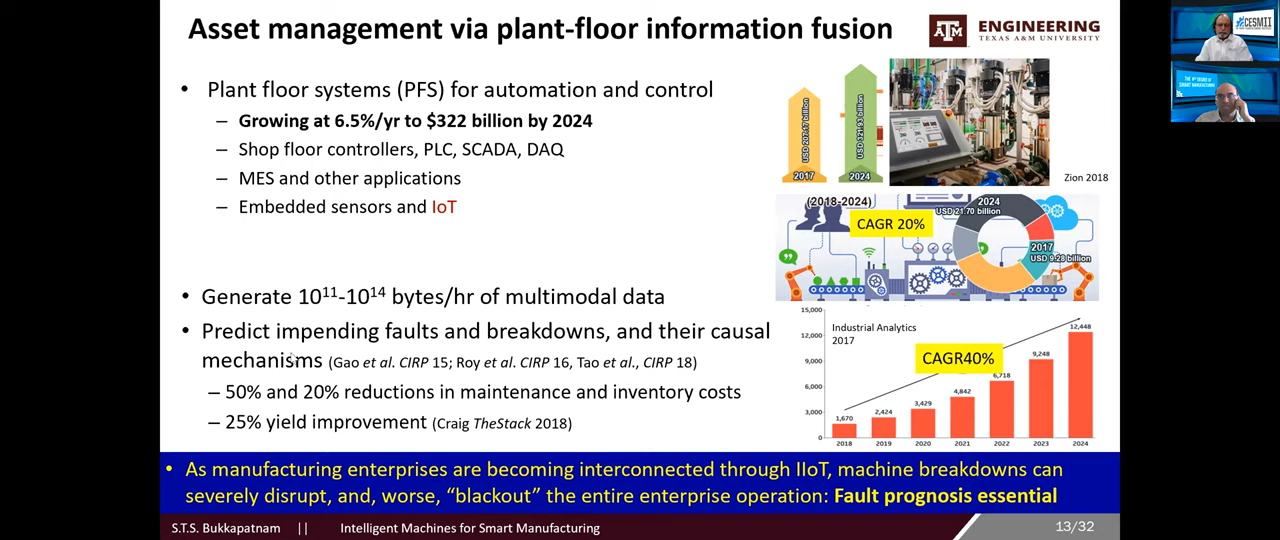 Asset management via plant-floor information fusion
ATM ENGINEERING
TEXAS A&M UNIVERSITY
• Plant floor systems (PFS) for automation and control
– Growing at 6.5%/yr to $322 billion by 2024
– Shop floor controllers, PLC, SCADA, DAQ
– MES and other applications
– Embedded sensors and IoT
• Generate 10¹¹-10¹⁴ bytes/hr of multimodal data
• Predict impending faults and breakdowns, and their causal
mechanisms (Gao et al. CIRP 15; Roy et al. CIRP 16, Tao et al., CIRP 18)
– 50% and 20% reductions in maintenance and inventory costs
– 25% yield improvement (Craig TheStack 2018)
2017
2024
Zion 2018
(2018-2024)
CAGR 20%
2024
USD 21.70 billion
2017
USD 9.28 billion
Industrial Analytics
2017
CAGR40%
15,000
12,000
9,000
6,000
3,000
0
1,670
2,424
3,429
4,842
6,718
9,248
12,448
2018 2019 2020 2021 2022 2023 2024
• As manufacturing enterprises are becoming interconnected through IIoT, machine breakdowns can
severely disrupt, and, worse, “blackout” the entire enterprise operation: Fault prognosis essential
S.T.S. Bukkapatnam || Intelligent Machines for Smart Manufacturing 13/32
CESMII